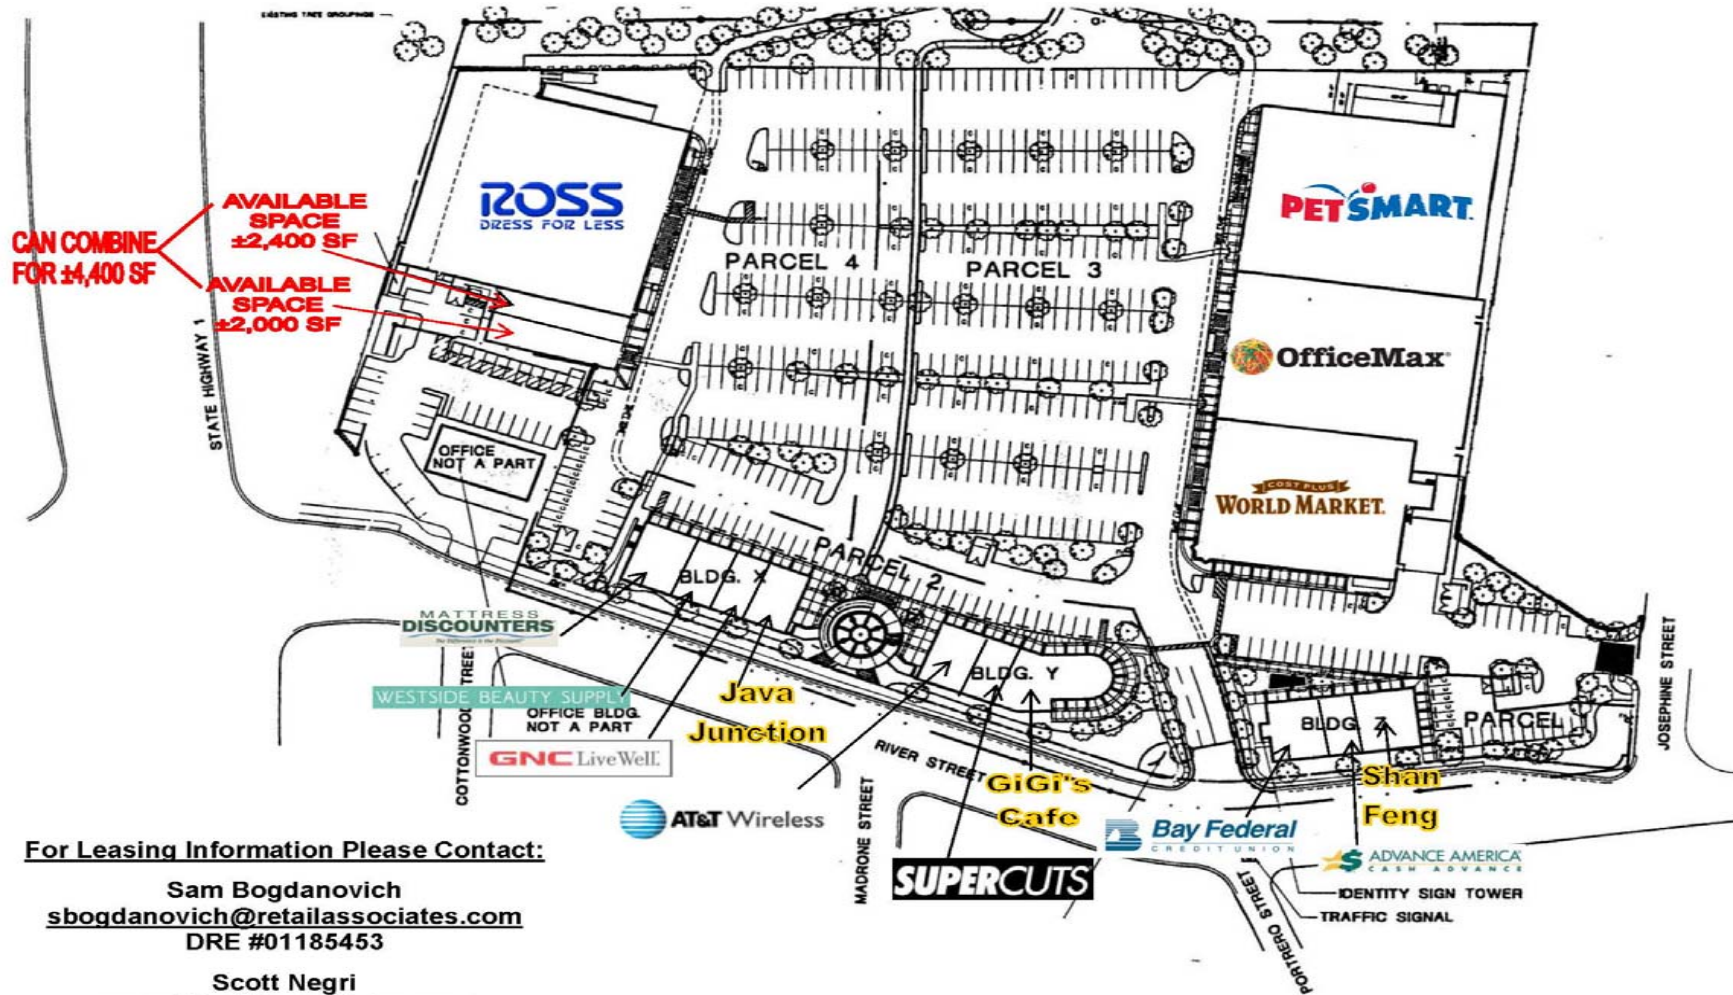 EXISTING TREE GROUPINGS
ROSS
DRESS FOR LESS
PETSMART
AVAILABLE
SPACE
±2,400 SF
CAN COMBINE
FOR ±4,400 SF
AVAILABLE
SPACE
±2,000 SF
PARCEL 4
PARCEL 3
OfficeMax
STATE HIGHWAY 1
OFFICE
NOT A PART
COST PLUS
WORLD MARKET.
PARCEL 2
BLDG. X
MATTRESS
DISCOUNTERS
BLDG. Y
WESTSIDE BEAUTY SUPPLY
COTTONWOOD STREET
OFFICE BLDG.
NOT A PART
Java
Junction
BLDG. Z
PARCEL
JOSEPHINE STREET
GNC LiveWell.
RIVER STREET
GiGi's
Cafe
Shan
Feng
AT&T Wireless
MADRONE STREET
Bay Federal
CREDIT UNION
ADVANCE AMERICA
CASH ADVANCE
SUPERCUTS
IDENTITY SIGN TOWER
TRAFFIC SIGNAL
PORTRERO STREET
For Leasing Information Please Contact:
Sam Bogdanovich
sbogdanovich@retailassociates.com
DRE #01185453
Scott Negri